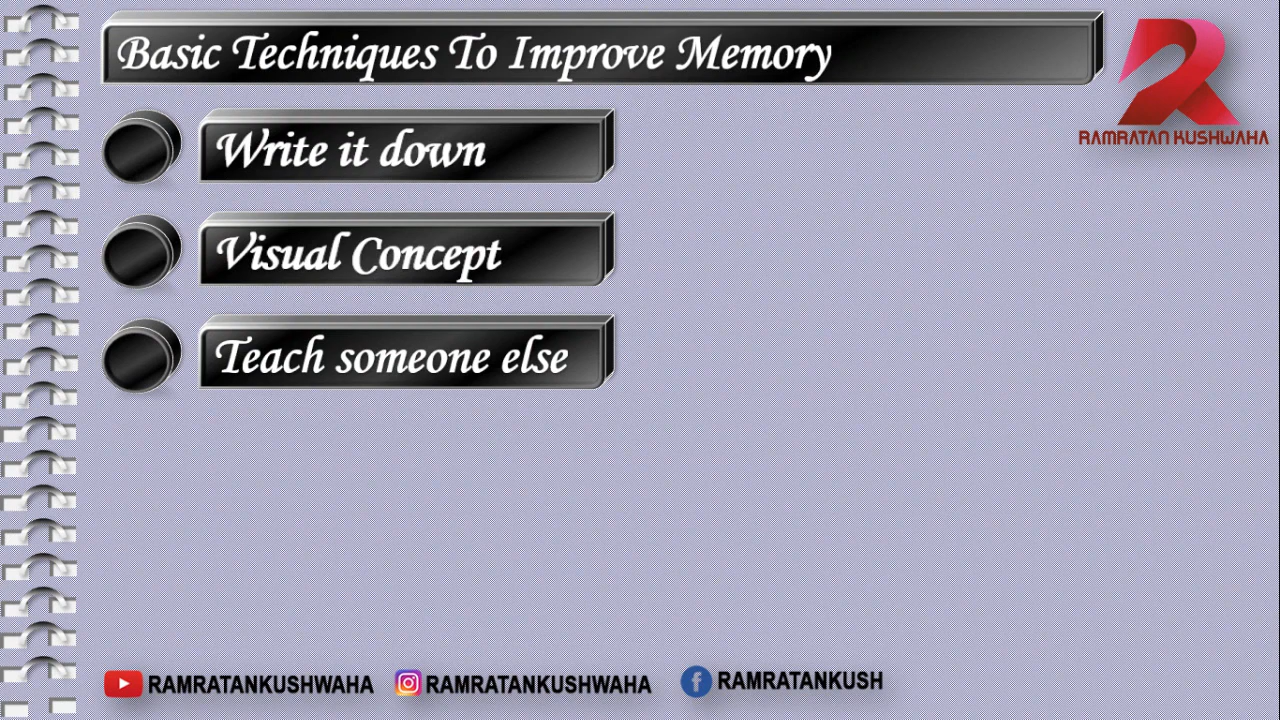 Basic Techniques To Improve Memory
RAMRATAN KUSHWAHA
Write it down
Visual Concept
Teach someone else
RAMRATANKUSHWAHA RAMRATANKUSHWAHA RAMRATANKUSH